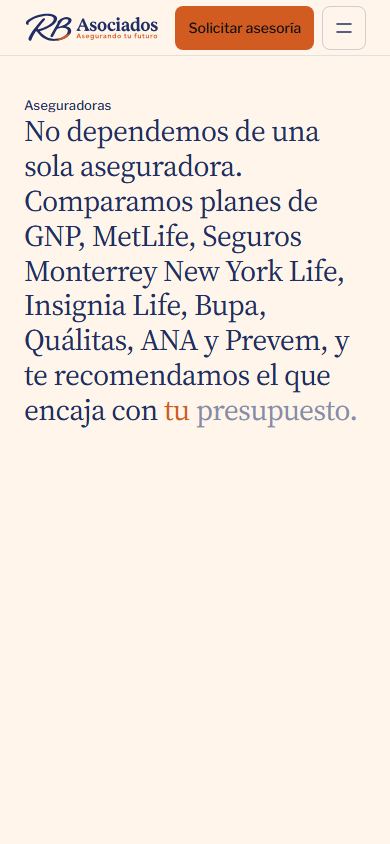 RB Asociados
Asegurando tu futuro
Solicitar asesoría
Aseguradoras
No dependemos de una
sola aseguradora.
Comparamos planes de
GNP, MetLife, Seguros
Monterrey New York Life,
Insignia Life, Bupa,
Quálitas, ANA y Prevem, y
te recomendamos el que
encaja con tu presupuesto.